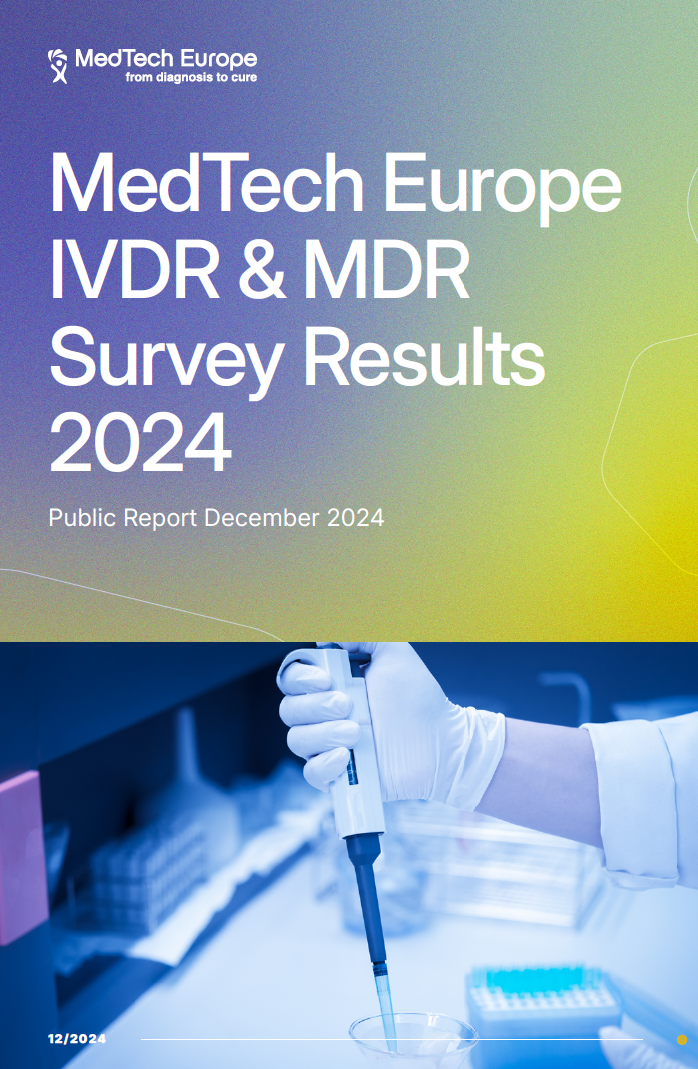 MedTech Europe
from diagnosis to cure
MedTech Europe
IVDR & MDR
Survey Results
2024
Public Report December 2024
12/2024